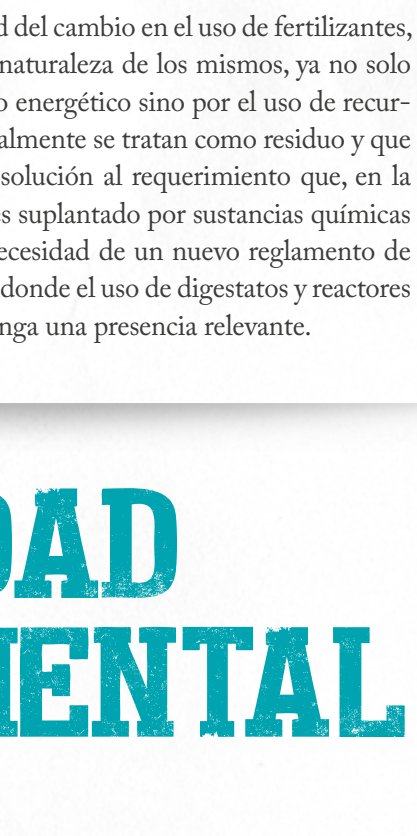 d del cambio en el uso de fertilizantes,
naturaleza de los mismos, ya no solo
o energético sino por el uso de recur-
almente se tratan como residuo y que
solución al requerimiento que, en la
es suplantado por sustancias químicas
ecesidad de un nuevo reglamento de
donde el uso de digestatos y reactores
nga una presencia relevante.
DAD
IENTAL